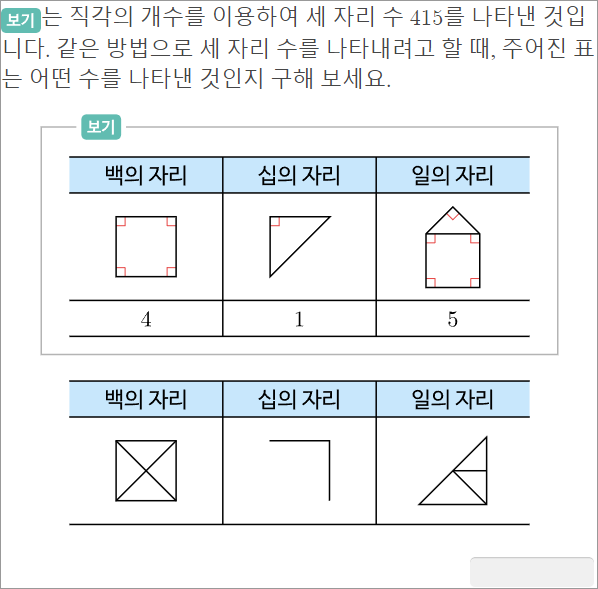 보기는 직각의 개수를 이용하여 세 자리 수 415를 나타낸 것입
니다. 같은 방법으로 세 자리 수를 나타내려고 할 때, 주어진 표
는 어떤 수를 나타낸 것인지 구해 보세요.
보기
백의 자리 십의 자리 일의 자리
4 1 5
백의 자리 십의 자리 일의 자리